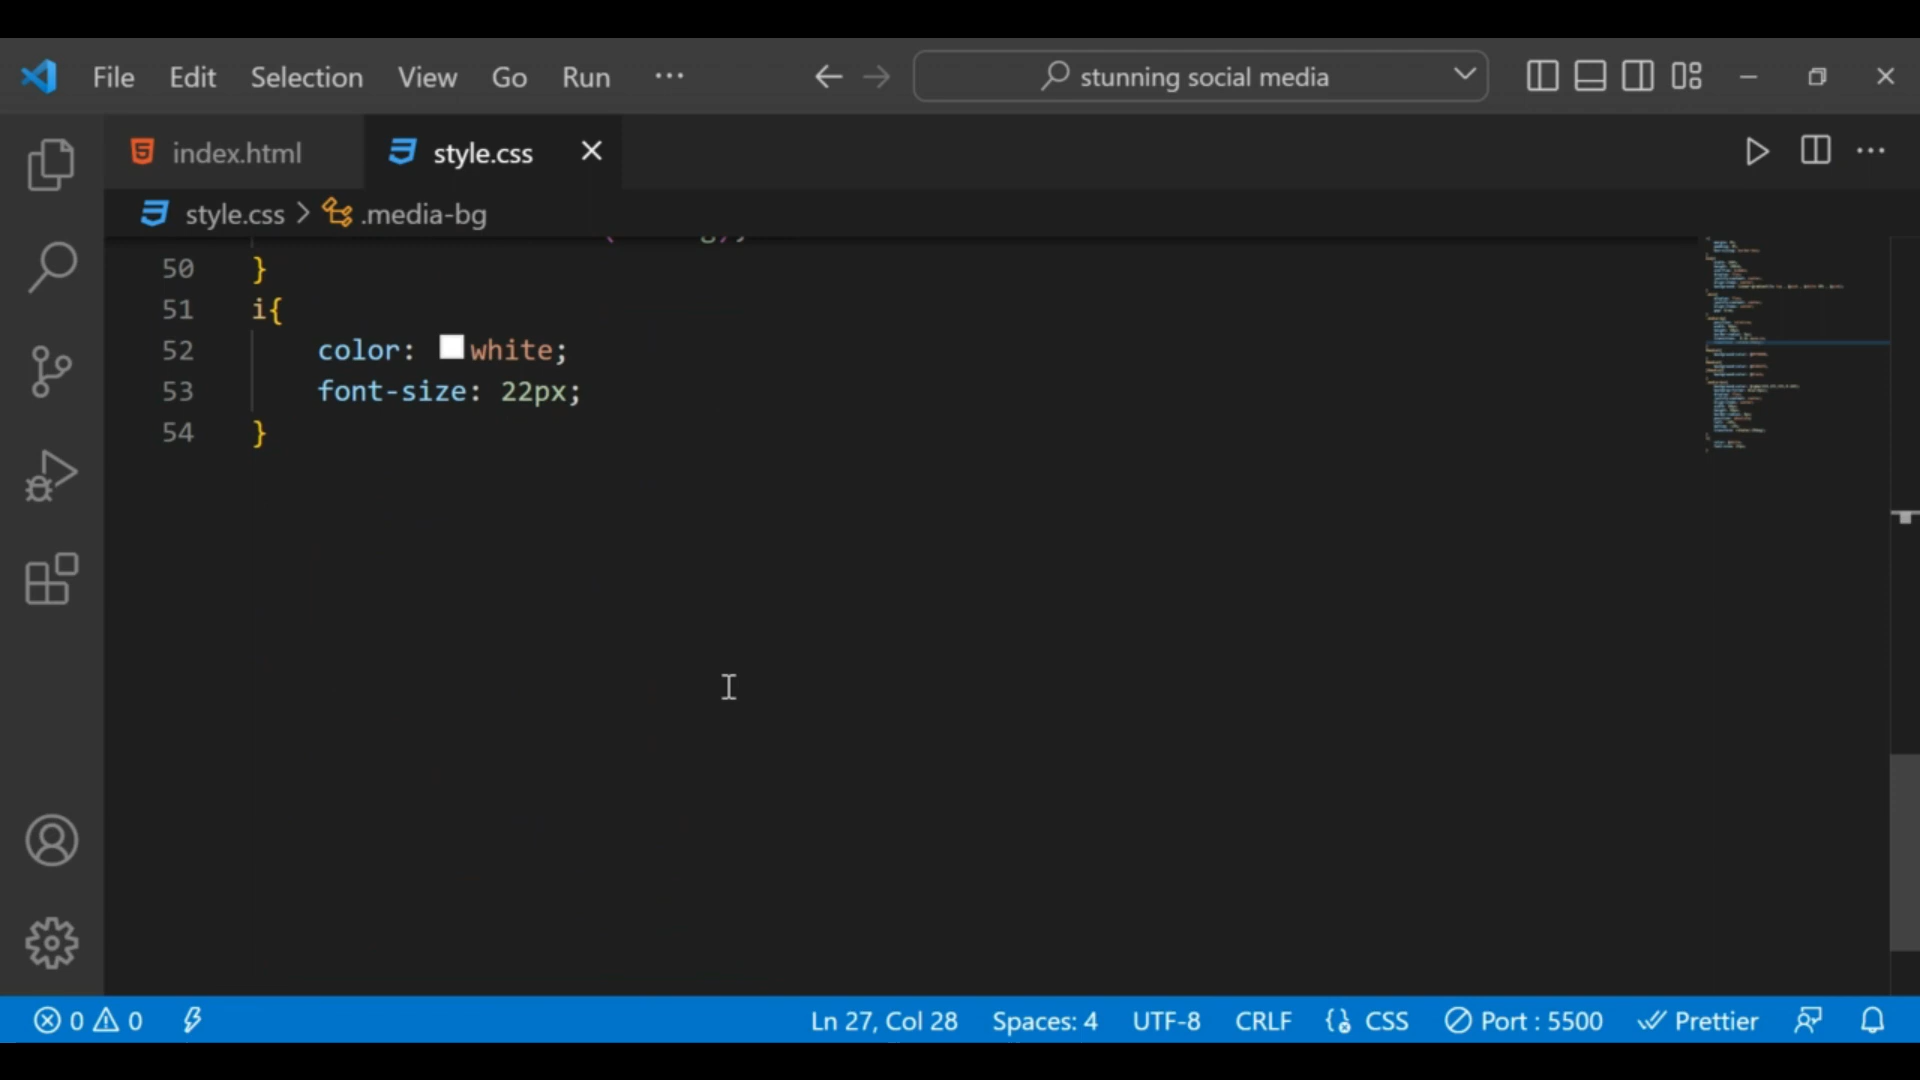 File Edit Selection View Go Run ··· stunning social media
index.html style.css
style.css > .media-bg
50 }
51 i{
52 color: white;
53 font-size: 22px;
54 }
0 0 Ln 27, Col 28 Spaces: 4 UTF-8 CRLF CSS Port : 5500 Prettier